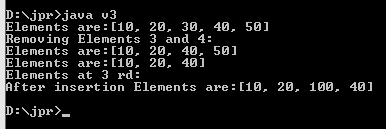 D:\jpr>java v3
Elements are:[10, 20, 30, 40, 50]
Removing Elements 3 and 4:
Elements are:[10, 20, 40, 50]
Elements are:[10, 20, 40]
Elements at 3 rd:
After insertion Elements are:[10, 20, 100, 40]
D:\jpr>_